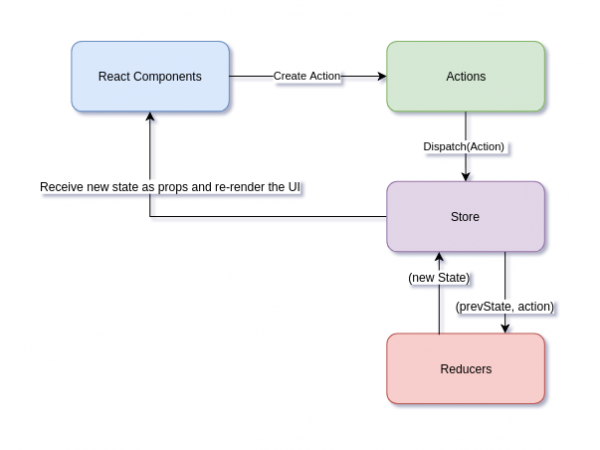 React Components
Create Action
Actions
Dispatch(Action)
Receive new state as props and re-render the UI
Store
(new State)
(prevState, action)
Reducers